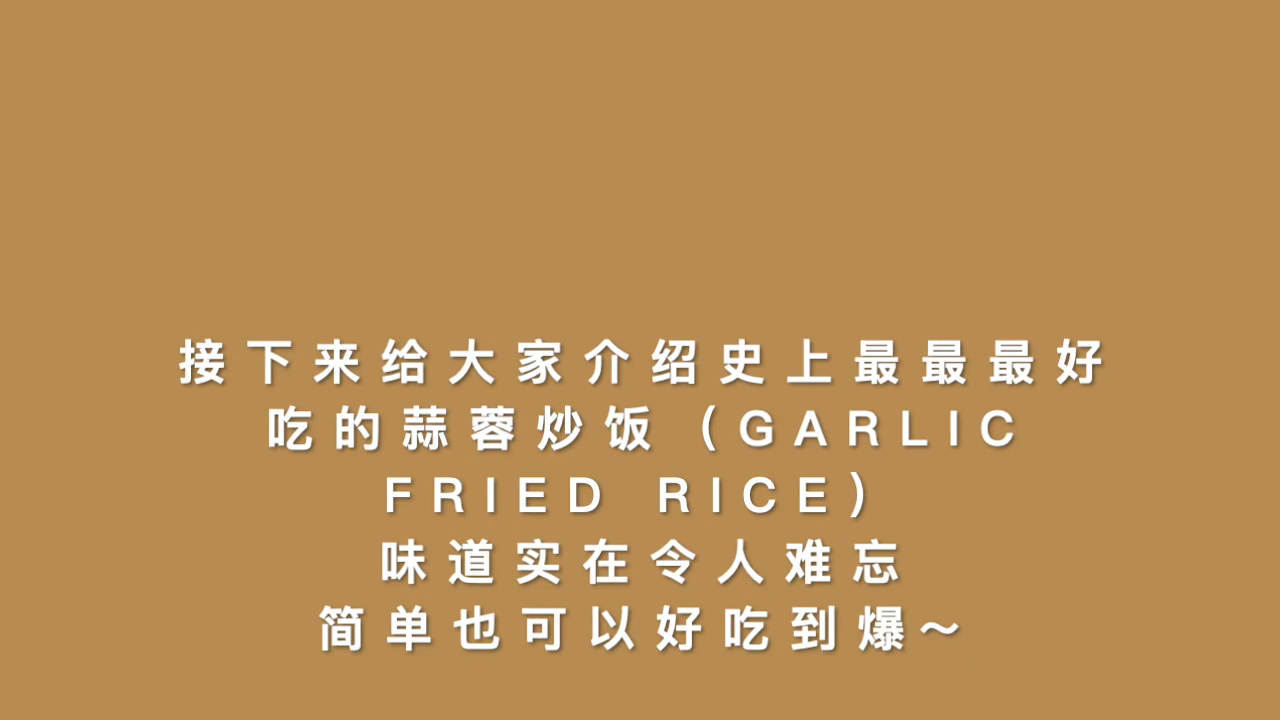 接下来给大家介绍史上最最最好
吃的蒜蓉炒饭（GARLIC
FRIED RICE）
味道实在令人难忘
简单也可以好吃到爆～